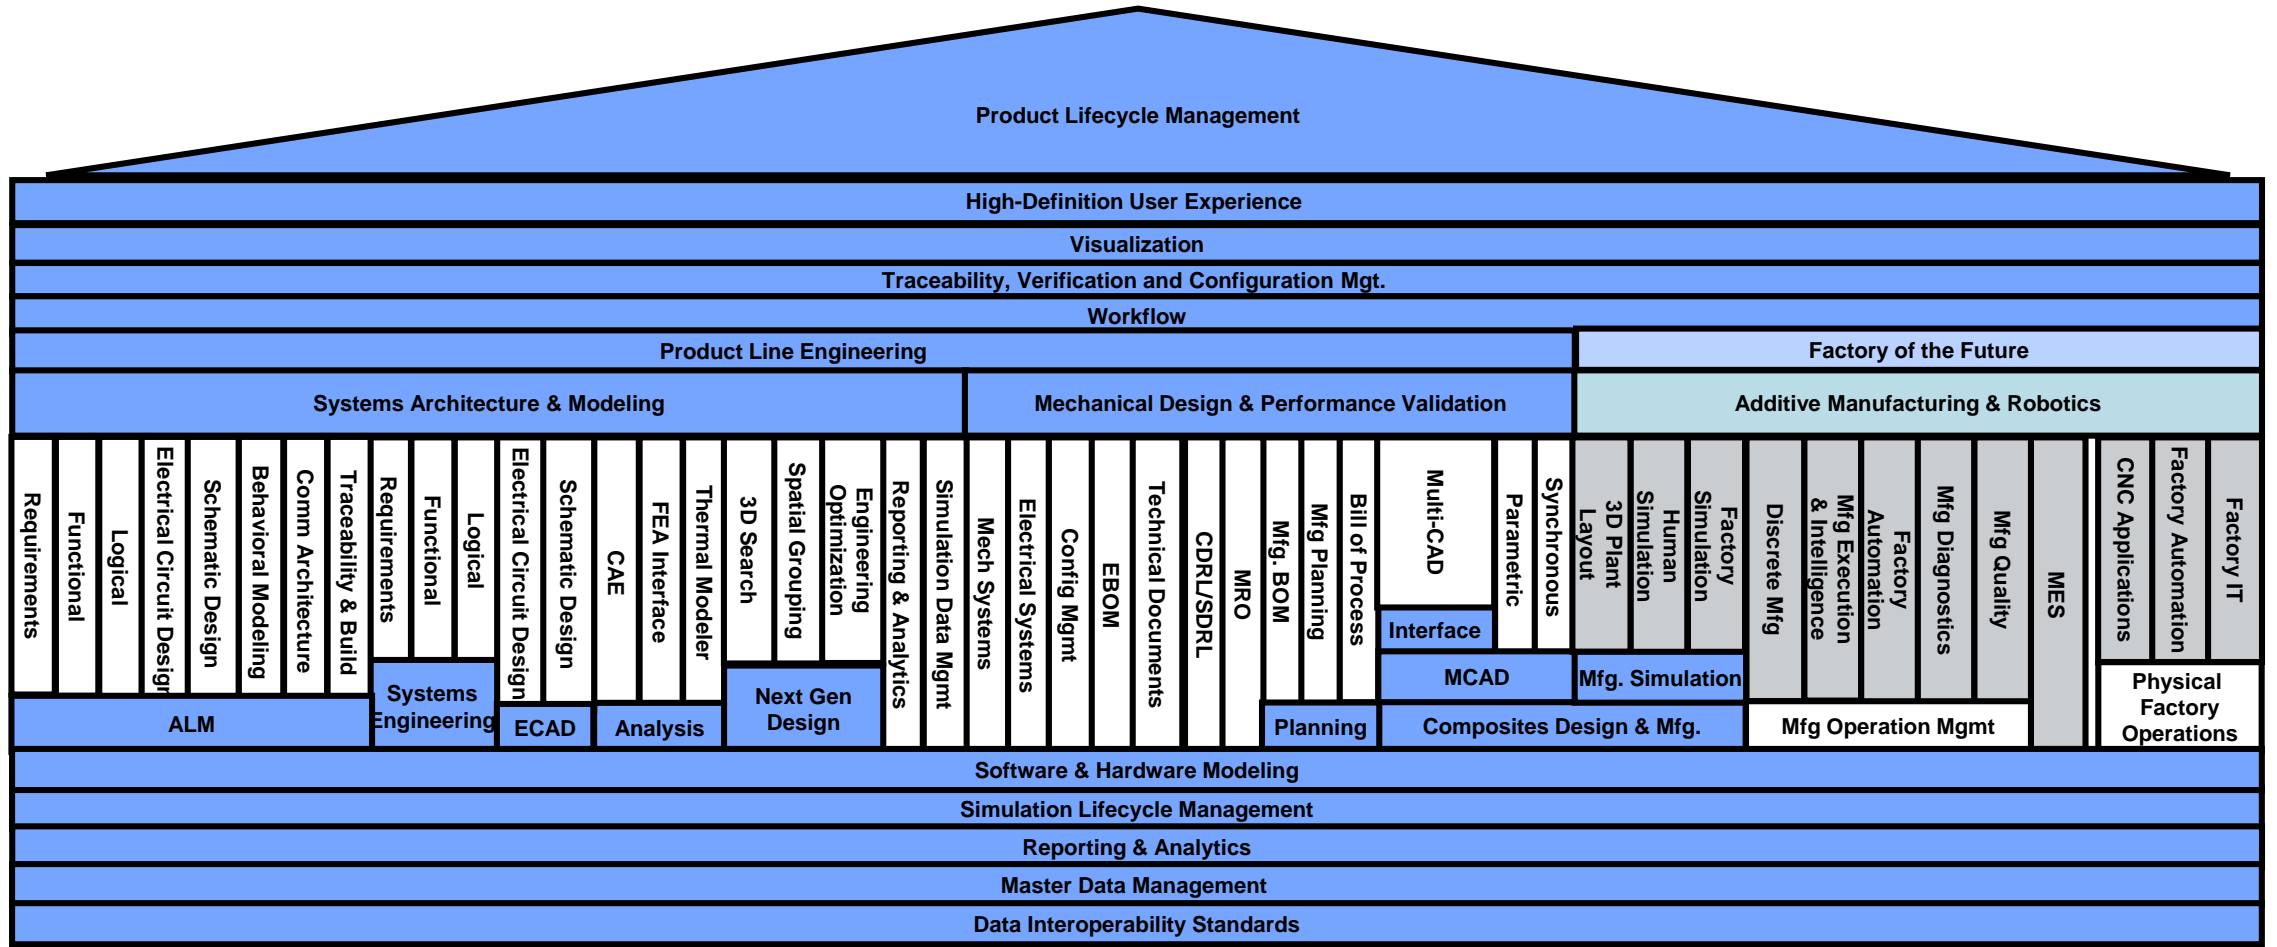 Product Lifecycle Management
High-Definition User Experience
Visualization
Traceability, Verification and Configuration Mgt.
Workflow
Product Line Engineering
Factory of the Future
Systems Architecture & Modeling
Mechanical Design & Performance Validation
Additive Manufacturing & Robotics
Requirements
Functional
Logical
Electrical Circuit Design
Schematic Design
Behavioral Modeling
Comm Architecture
Traceability & Build
Requirements
Functional
Logical
Electrical Circuit Design
Schematic Design
CAE
FEA Interface
Thermal Modeler
3D Search
Spatial Grouping
Engineering
Optimization
Reporting & Analytics
Simulation Data Mgmt
Mech Systems
Electrical Systems
Config Mgmt
EBOM
Technical Documents
CDRL/SDRL
MRO
Mfg. BOM
Mfg Planning
Bill of Process
Multi-CAD
Parametric
Synchronous
3D Plant
Layout
Human
Simulation
Factory
Simulation
Discrete Mfg
Mfg Execution
& Intelligence
Factory
Automation
Mfg Diagnostics
Mfg Quality
MES
CNC Applications
Factory Automation
Factory IT
Interface
MCAD
Mfg. Simulation
ALM
Systems
Engineering
ECAD
Analysis
Next Gen
Design
Planning
Composites Design & Mfg.
Mfg Operation Mgmt
Physical
Factory
Operations
Software & Hardware Modeling
Simulation Lifecycle Management
Reporting & Analytics
Master Data Management
Data Interoperability Standards